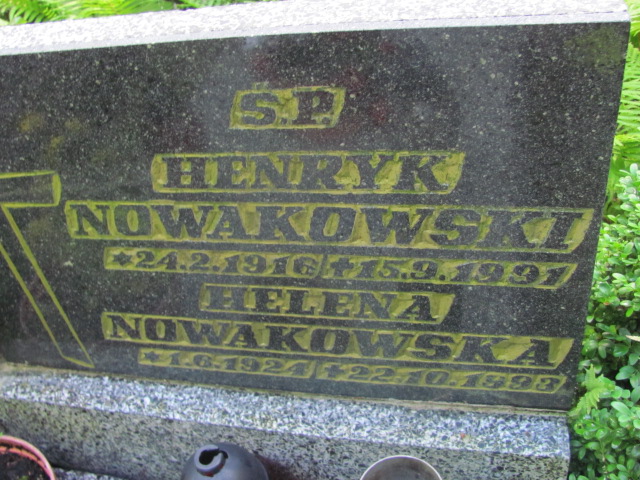 Ś.P.
HENRYK
NOWAKOWSKI
*24.2.1916 †15.9.1991
HELENA
NOWAKOWSKA
*1.6.1924 †22.10.1993